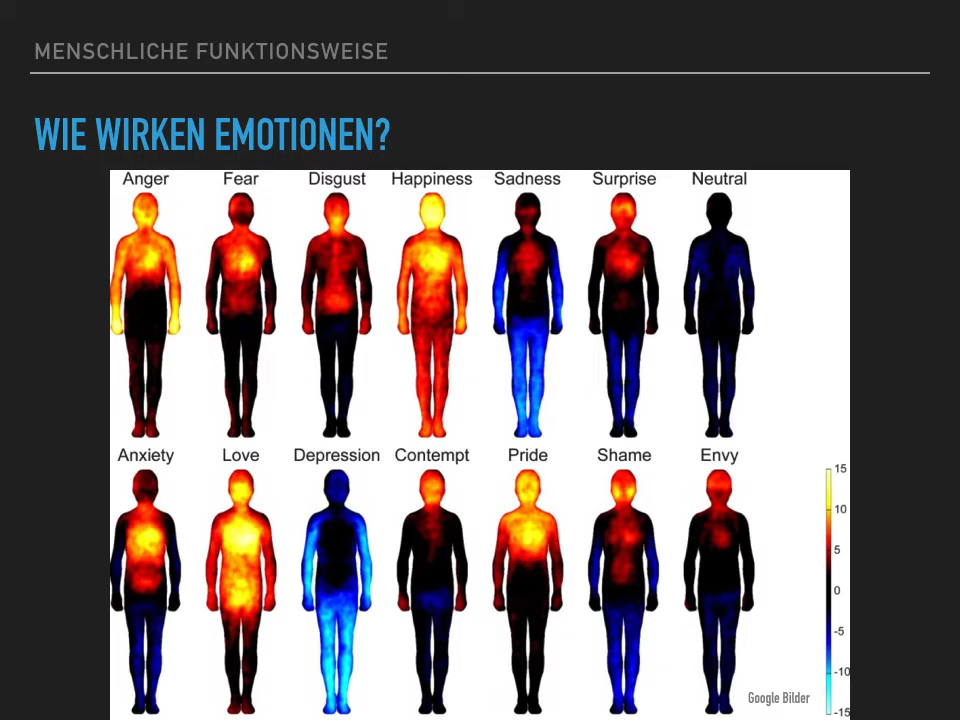 MENSCHLICHE FUNKTIONSWEISE
WIE WIRKEN EMOTIONEN?
Anger Fear Disgust Happiness Sadness Surprise Neutral
Anxiety Love Depression Contempt Pride Shame Envy
15
10
5
0
-5
-10
-15
Google Bilder